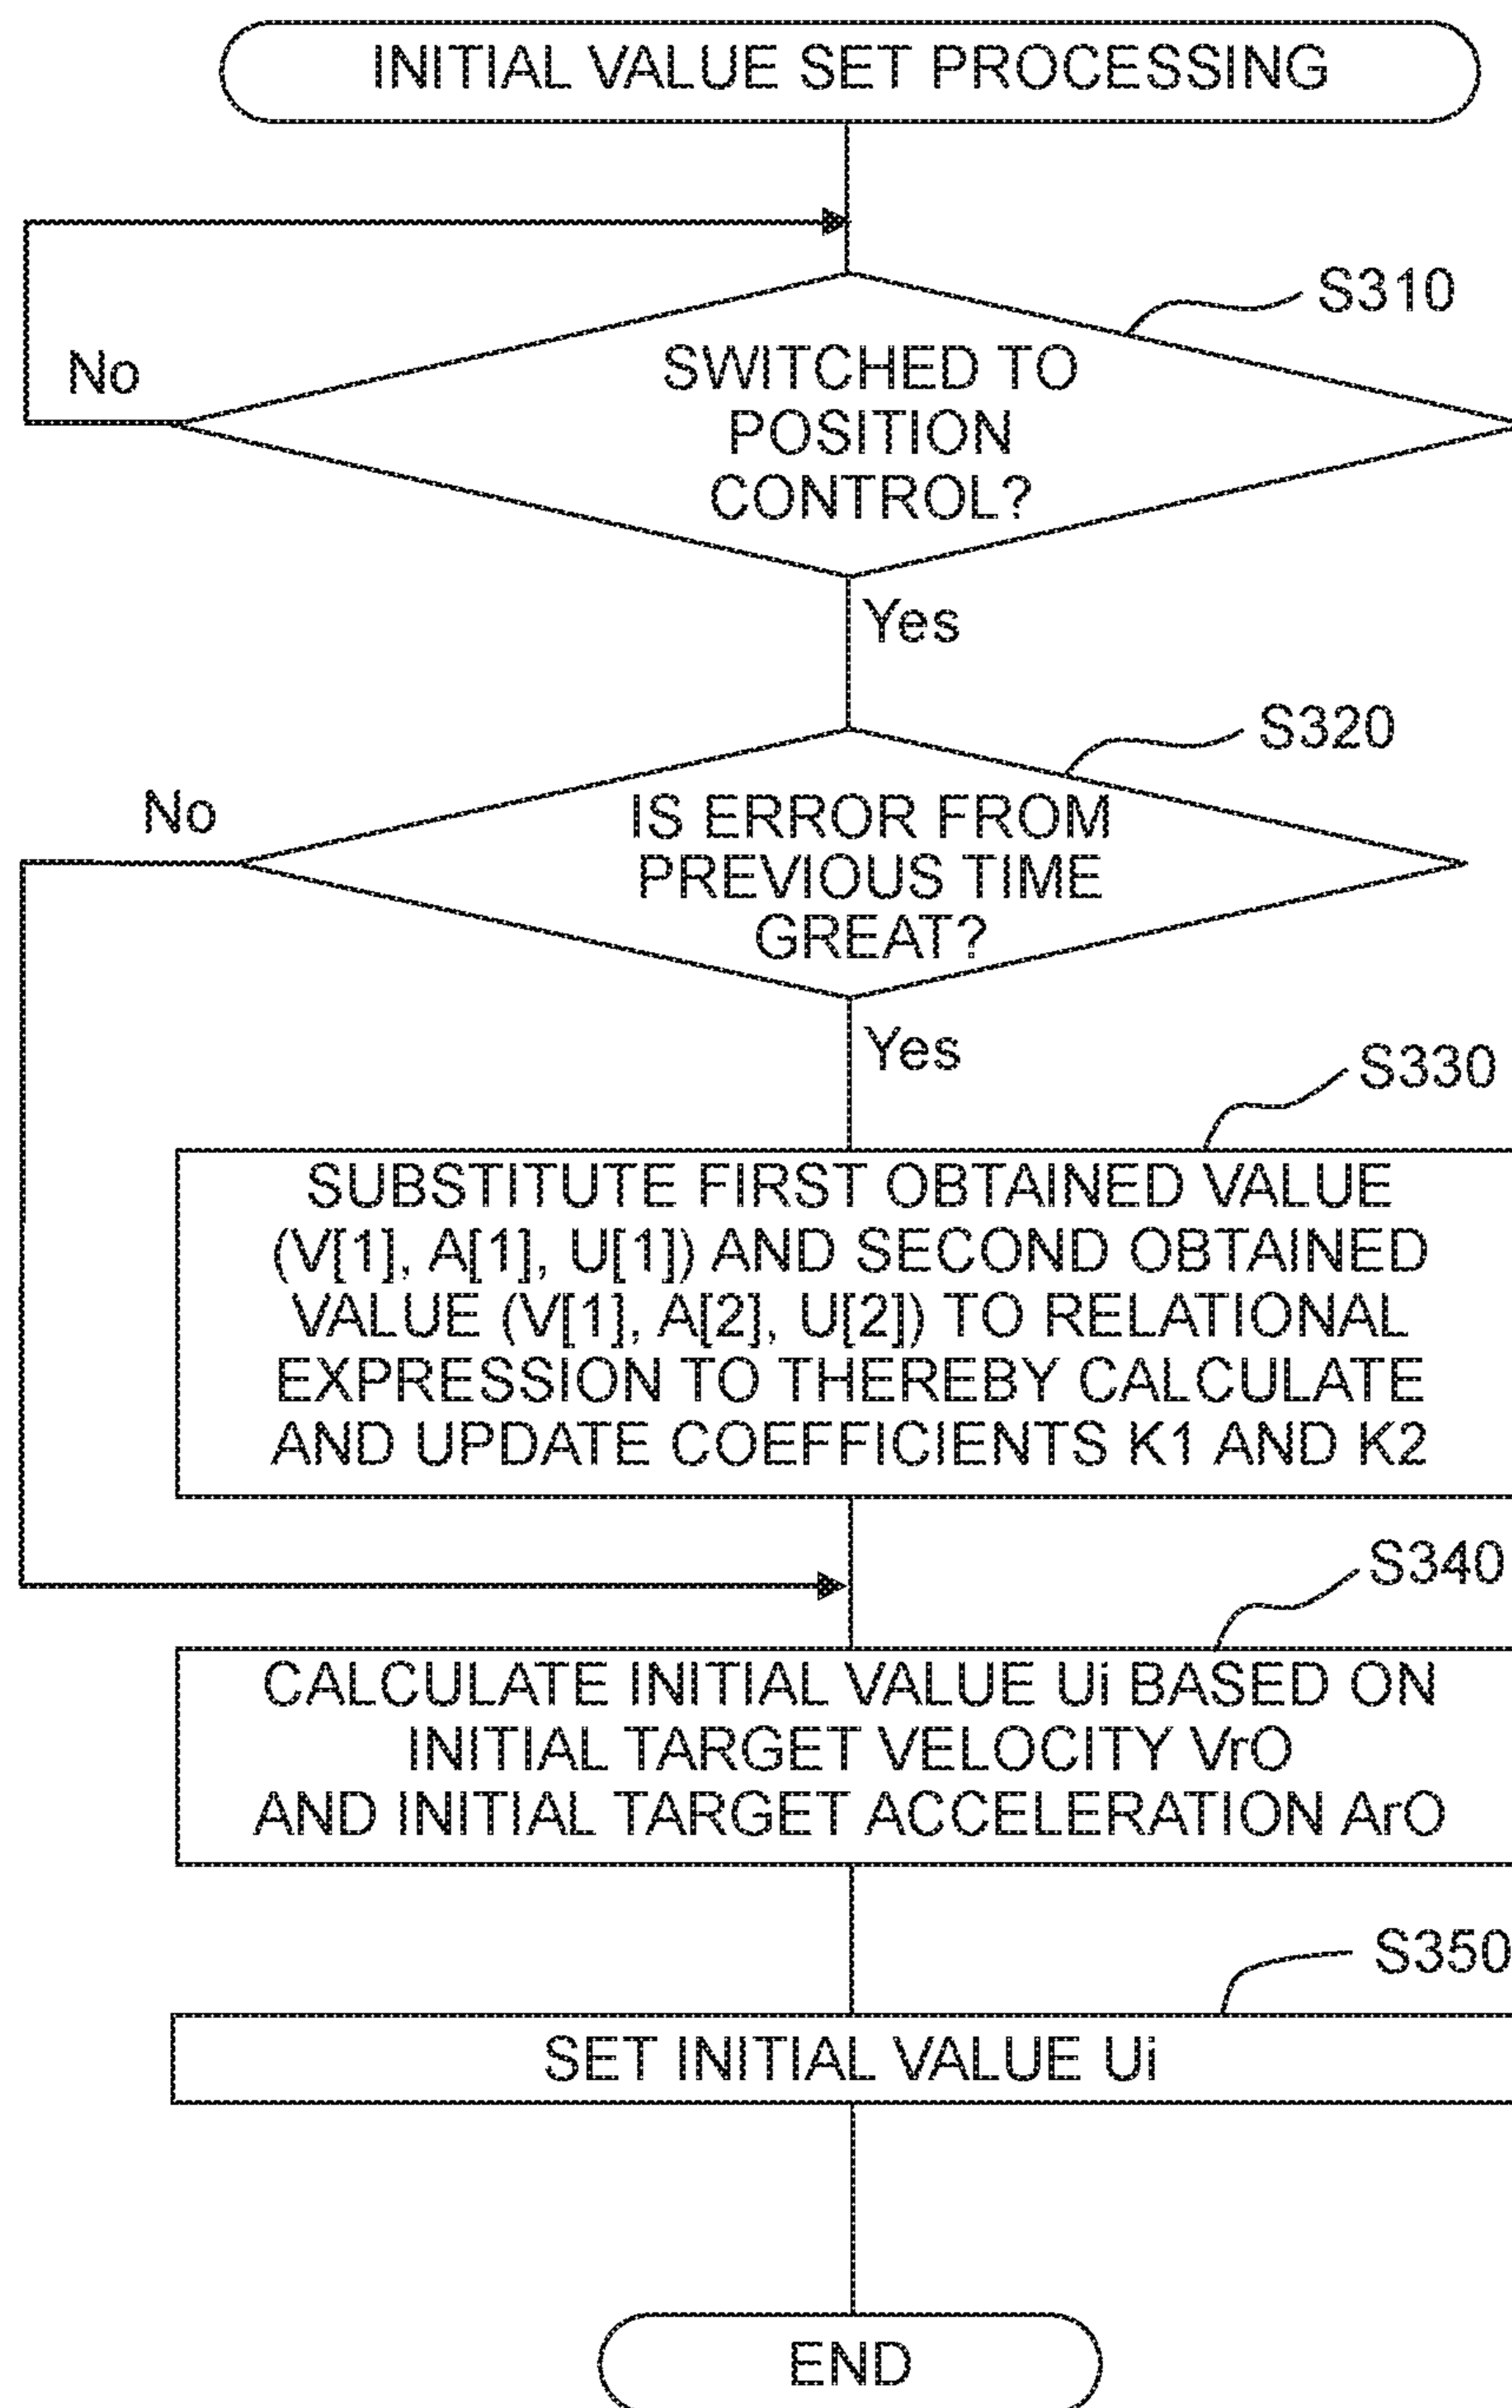 INITIAL VALUE SET PROCESSING
S310
No
SWITCHED TO
POSITION
CONTROL?
Yes
S320
No
IS ERROR FROM
PREVIOUS TIME
GREAT?
Yes
S330
SUBSTITUTE FIRST OBTAINED VALUE
(V[1], A[1], U[1]) AND SECOND OBTAINED
VALUE (V[1], A[2], U[2]) TO RELATIONAL
EXPRESSION TO THEREBY CALCULATE
AND UPDATE COEFFICIENTS K1 AND K2
S340
CALCULATE INITIAL VALUE Ui BASED ON
INITIAL TARGET VELOCITY VrO
AND INITIAL TARGET ACCELERATION ArO
S350
SET INITIAL VALUE Ui
END